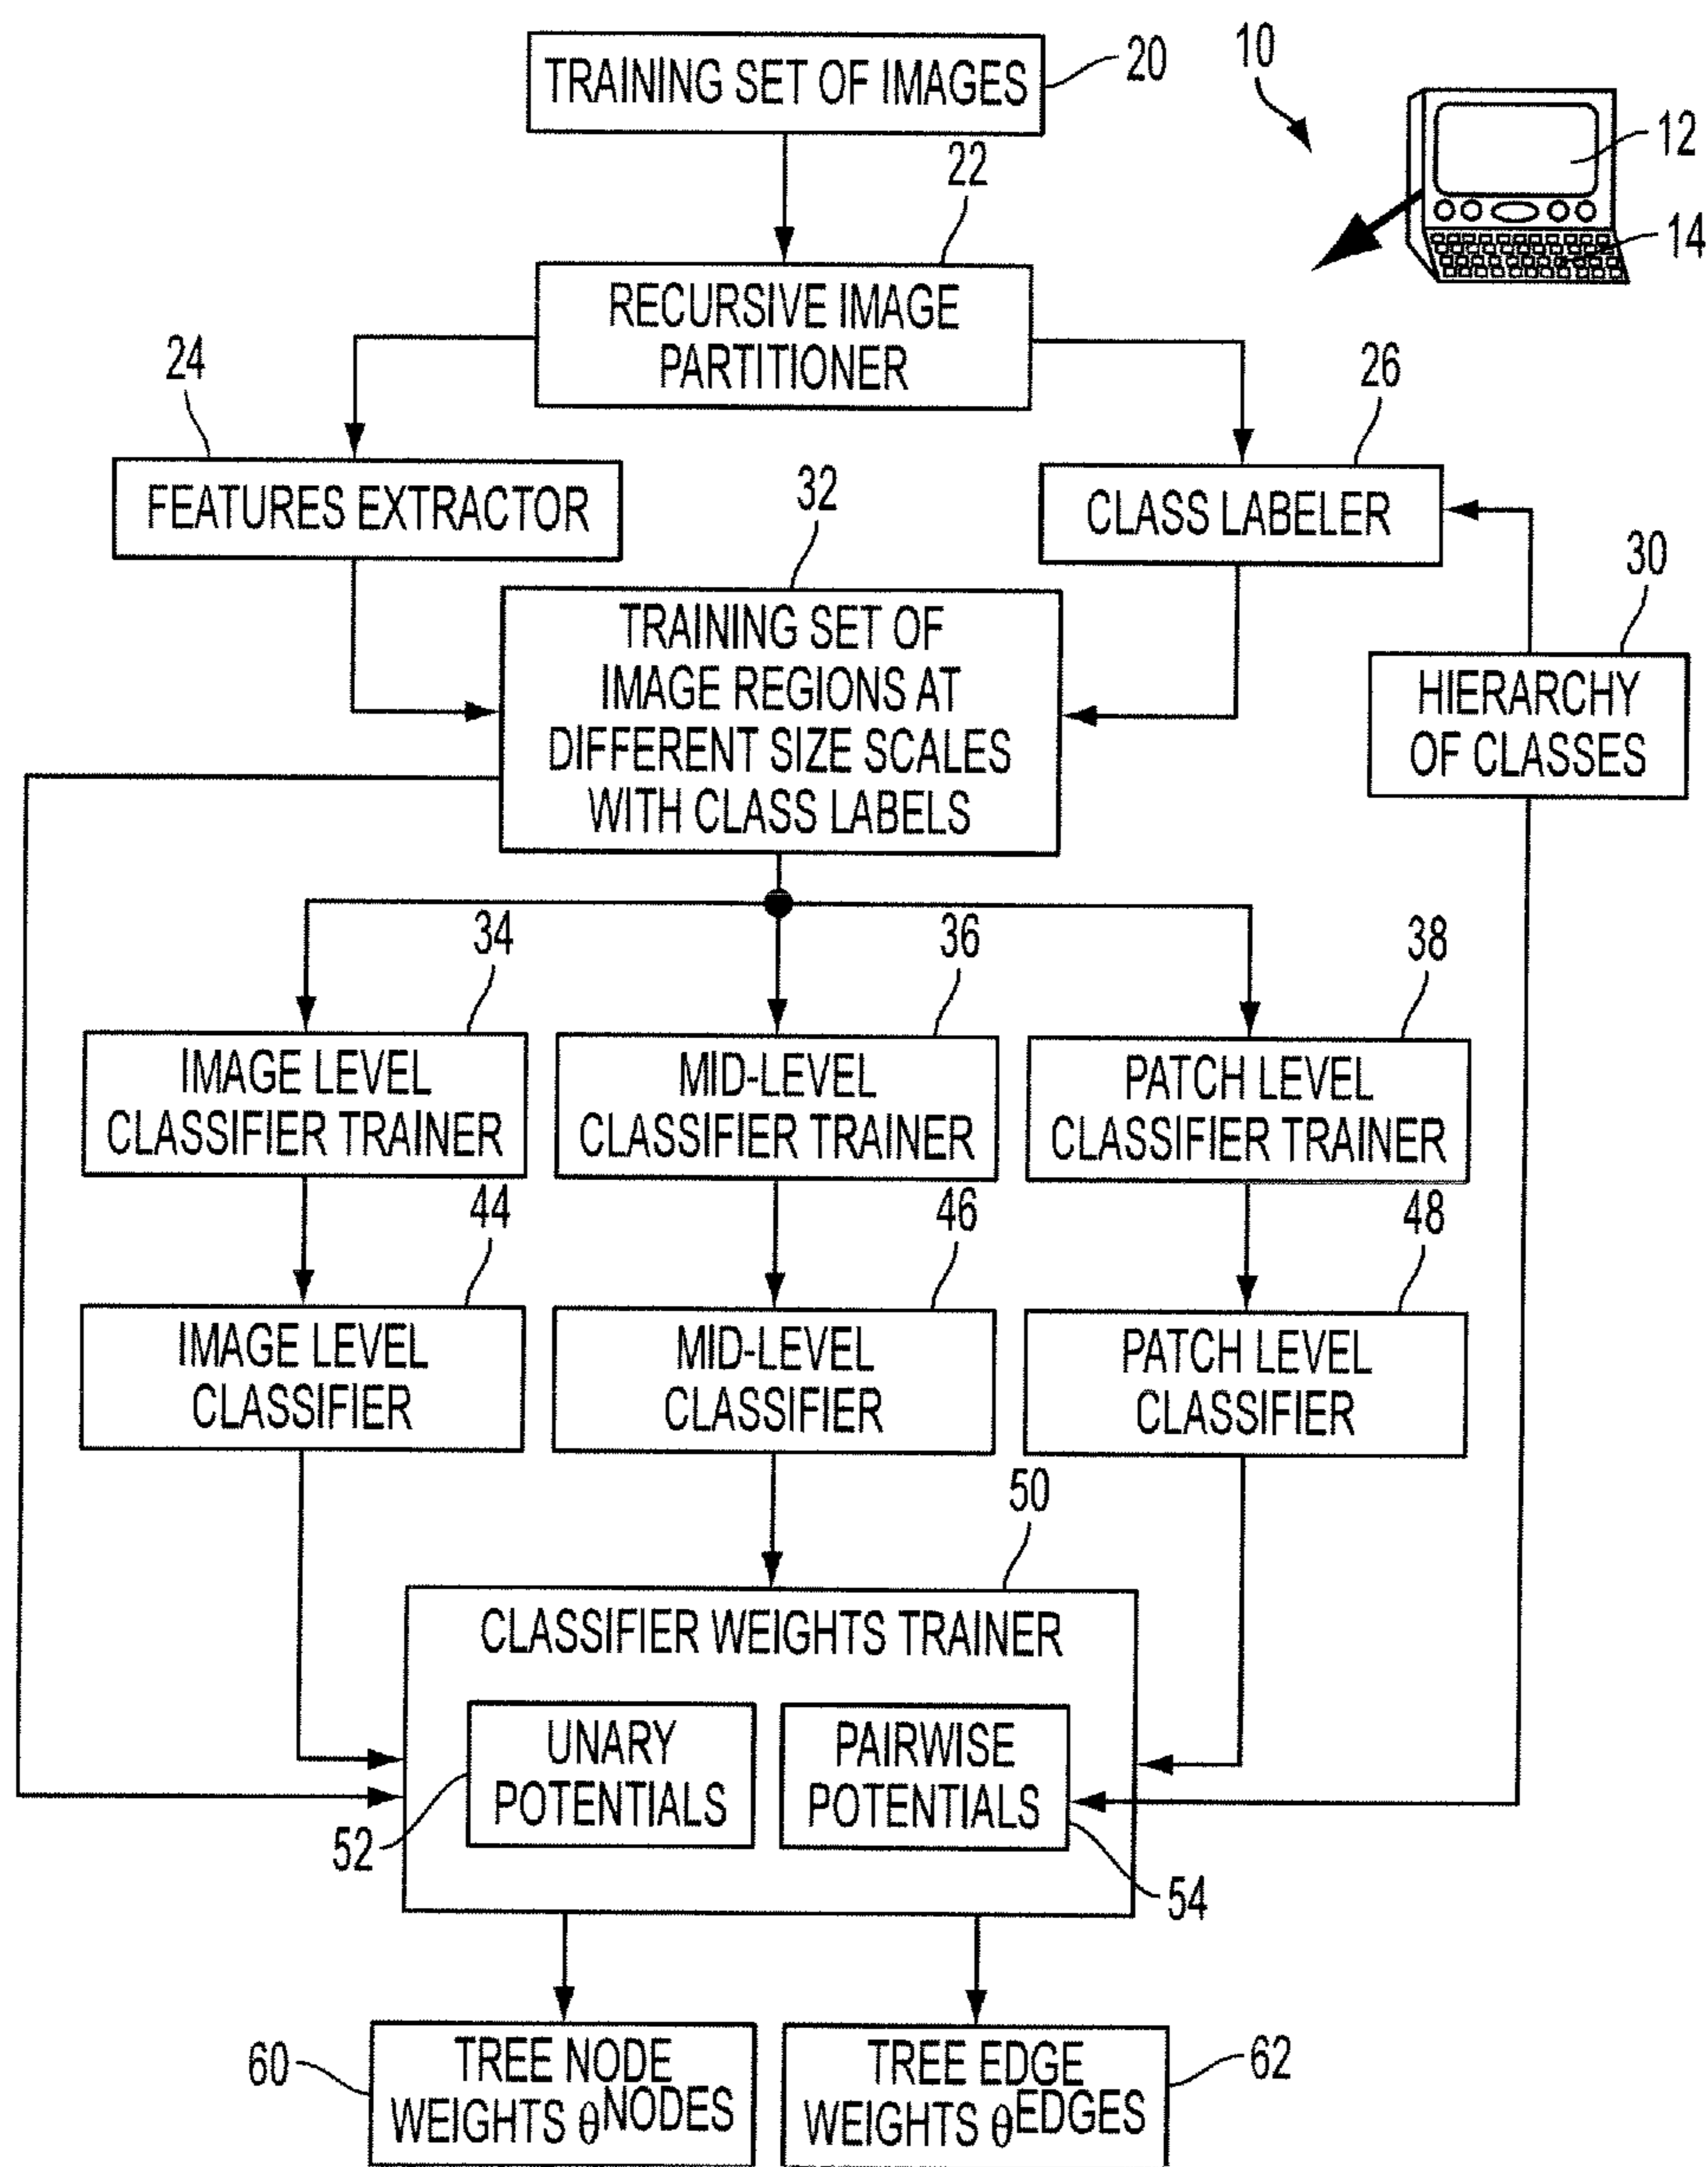 TRAINING SET OF IMAGES
20
10
12
14
22
RECURSIVE IMAGE
PARTITIONER
24
26
FEATURES EXTRACTOR
32
CLASS LABELER
30
TRAINING SET OF
IMAGE REGIONS AT
DIFFERENT SIZE SCALES
WITH CLASS LABELS
HIERARCHY
OF CLASSES
34
36
38
IMAGE LEVEL
CLASSIFIER TRAINER
MID-LEVEL
CLASSIFIER TRAINER
PATCH LEVEL
CLASSIFIER TRAINER
44
46
48
IMAGE LEVEL
CLASSIFIER
MID-LEVEL
CLASSIFIER
PATCH LEVEL
CLASSIFIER
50
CLASSIFIER WEIGHTS TRAINER
UNARY
POTENTIALS
PAIRWISE
POTENTIALS
52
54
60
TREE NODE
WEIGHTS θNODES
TREE EDGE
WEIGHTS θEDGES
62